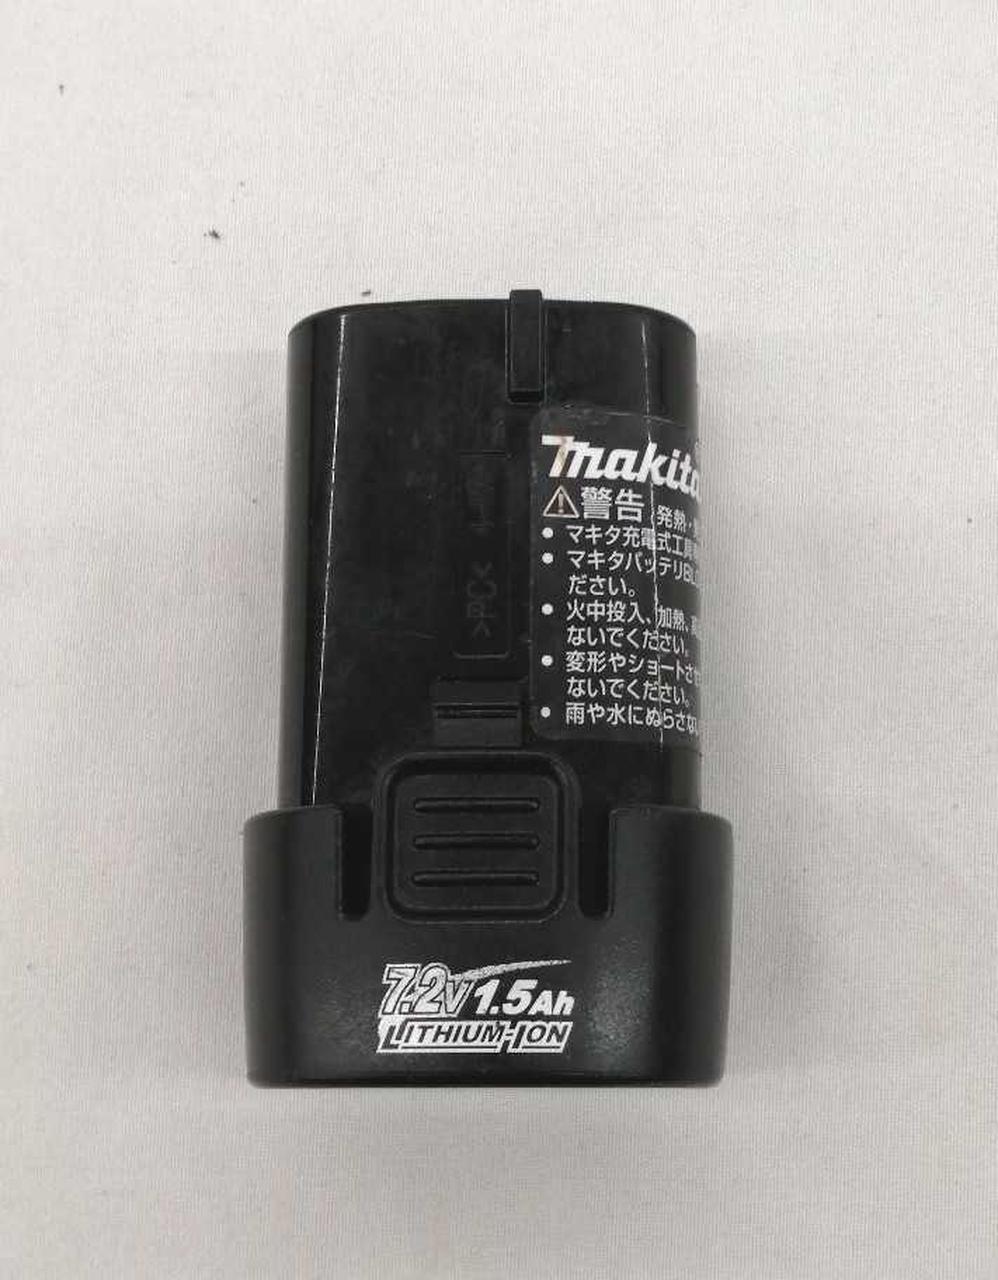 makita
警告 発熱・
マキタ充電式工具
マキタバッテリBL
ださい。
火中投入、加熱、
ないでください。
変形やショートさせ
ないでください。
雨や水にぬらさない
7.2V 1.5Ah
LITHIUM-ION